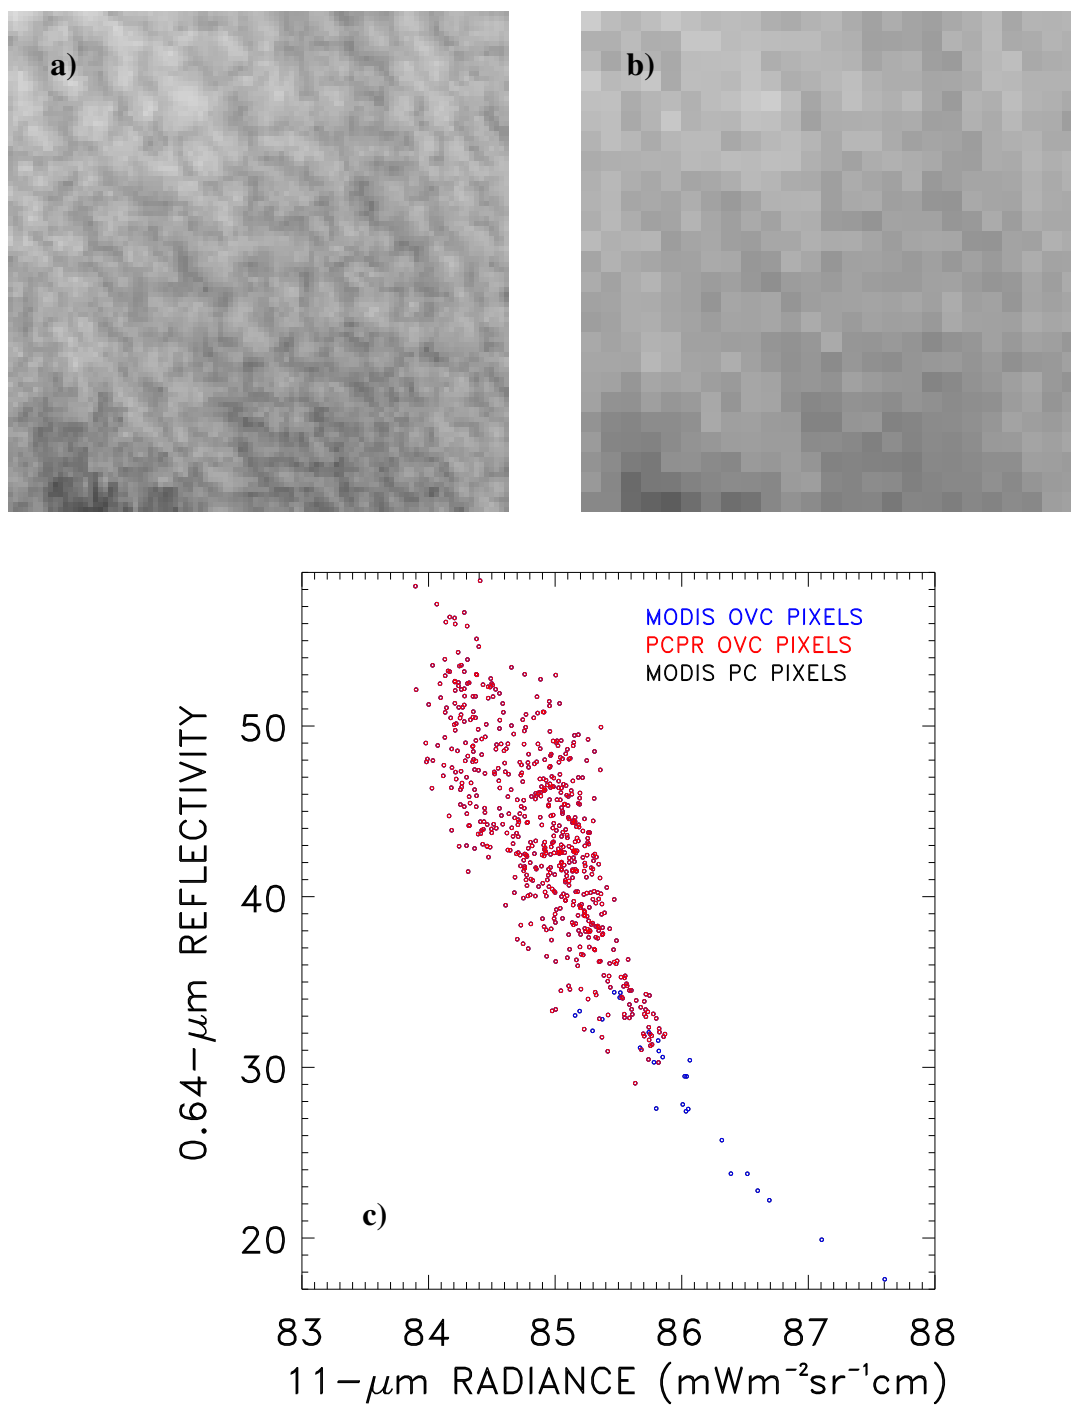 a)
b)
MODIS OVC PIXELS
PCPR OVC PIXELS
MODIS PC PIXELS
50
40
30
20
0.64-μm REFLECTIVITY
c)
83 84 85 86 87 88
11-μm RADIANCE (mWm⁻²sr⁻¹cm)